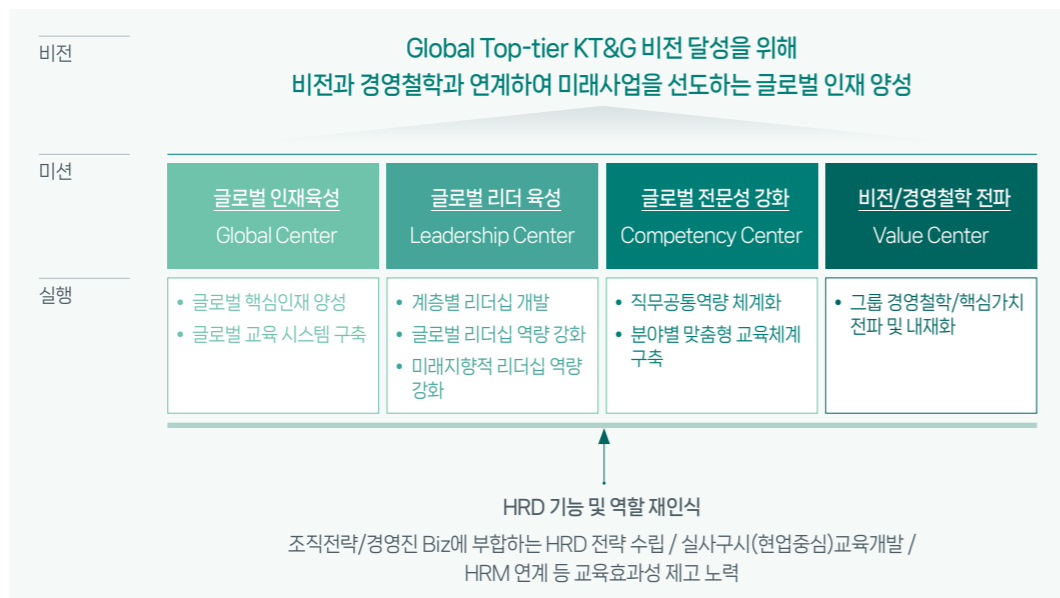 비전
Global Top-tier KT&G 비전 달성을 위해
비전과 경영철학과 연계하여 미래사업을 선도하는 글로벌 인재 양성
미션
글로벌 인재육성
Global Center
글로벌 리더 육성
Leadership Center
글로벌 전문성 강화
Competency Center
비전/경영철학 전파
Value Center
실행
• 글로벌 핵심인재 양성
• 글로벌 교육 시스템 구축
• 계층별 리더십 개발
• 글로벌 리더십 역량 강화
• 미래지향적 리더십 역량
강화
• 직무공통역량 체계화
• 분야별 맞춤형 교육체계
구축
• 그룹 경영철학/핵심가치
전파 및 내재화
HRD 기능 및 역할 재인식
조직전략/경영진 Biz에 부합하는 HRD 전략 수립 / 실사구시(현업중심)교육개발 /
HRM 연계 등 교육효과성 제고 노력